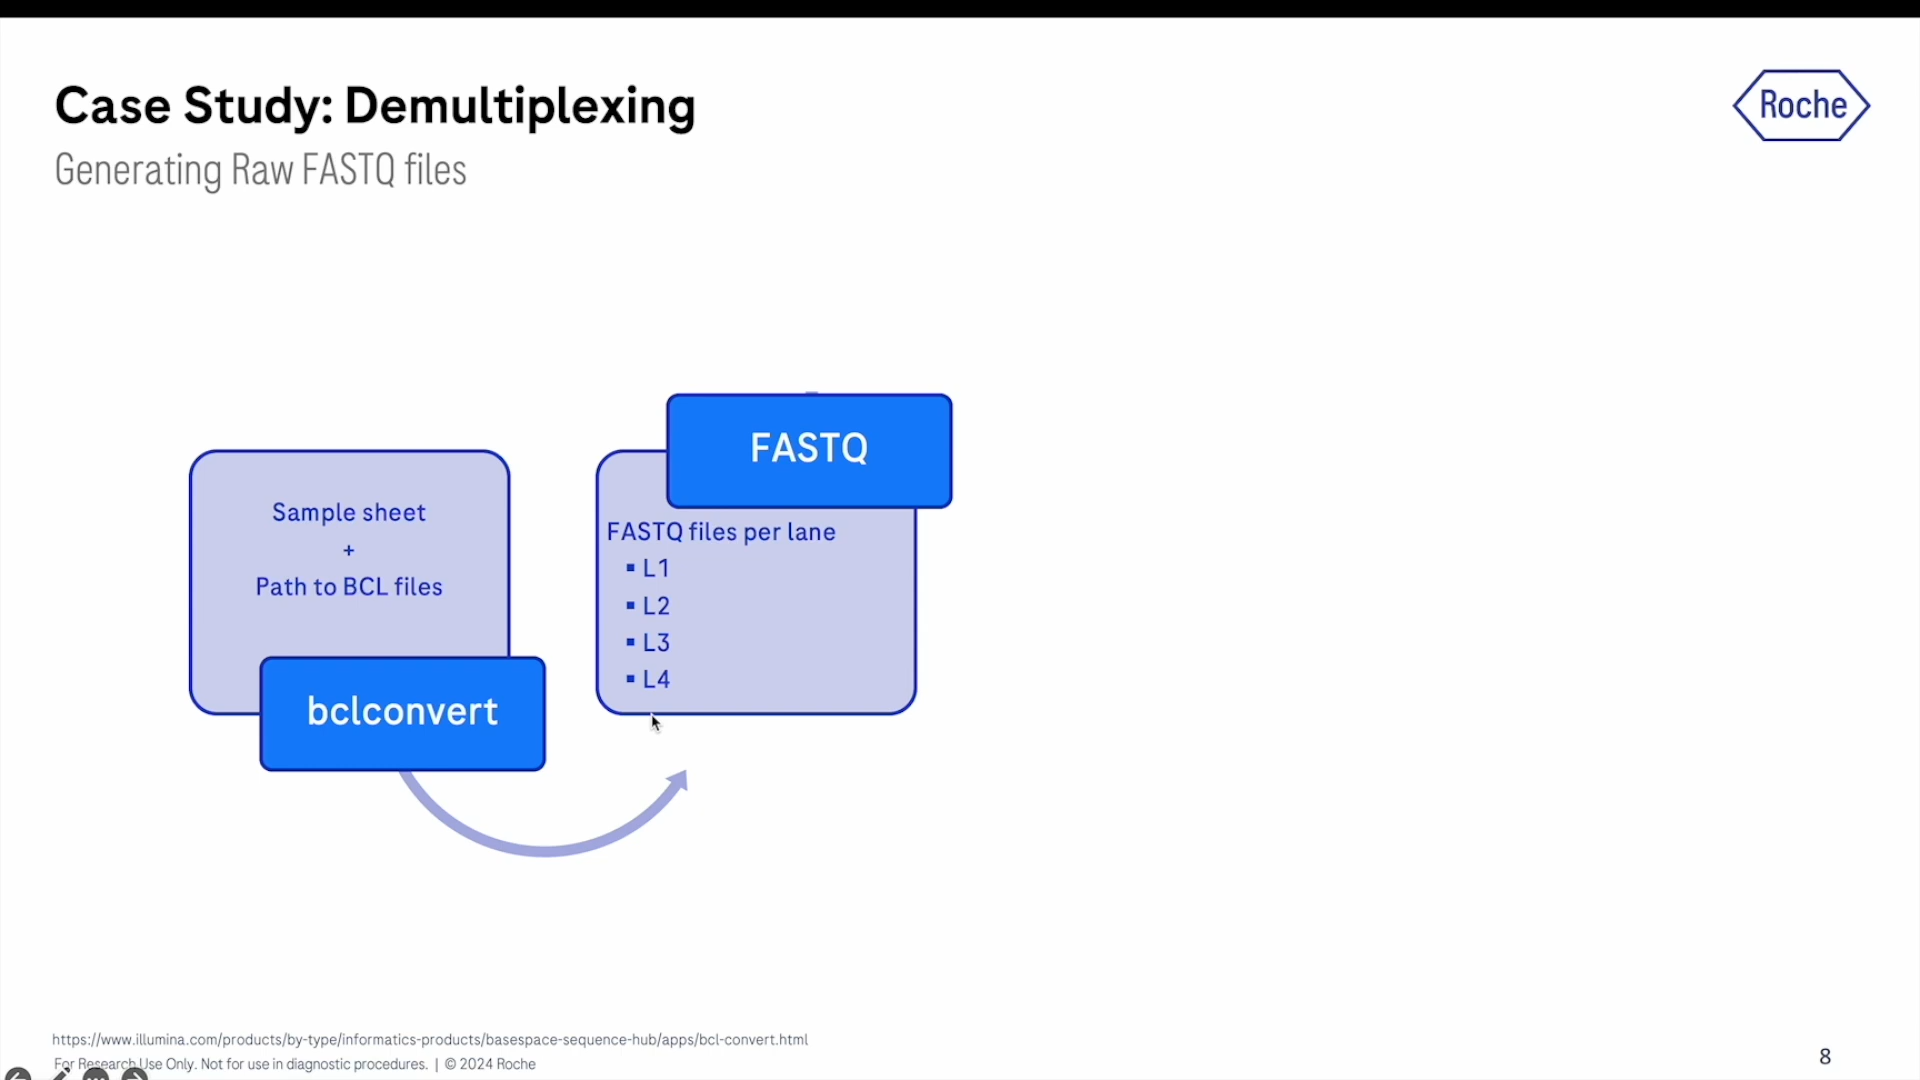 Case Study: Demultiplexing
Roche
Generating Raw FASTQ files
Sample sheet
+
Path to BCL files
bclconvert
FASTQ
FASTQ files per lane
▪ L1
▪ L2
▪ L3
▪ L4
https://www.illumina.com/products/by-type/informatics-products/basespace-sequence-hub/apps/bcl-convert.html
For Research Use Only. Not for use in diagnostic procedures. | © 2024 Roche
8